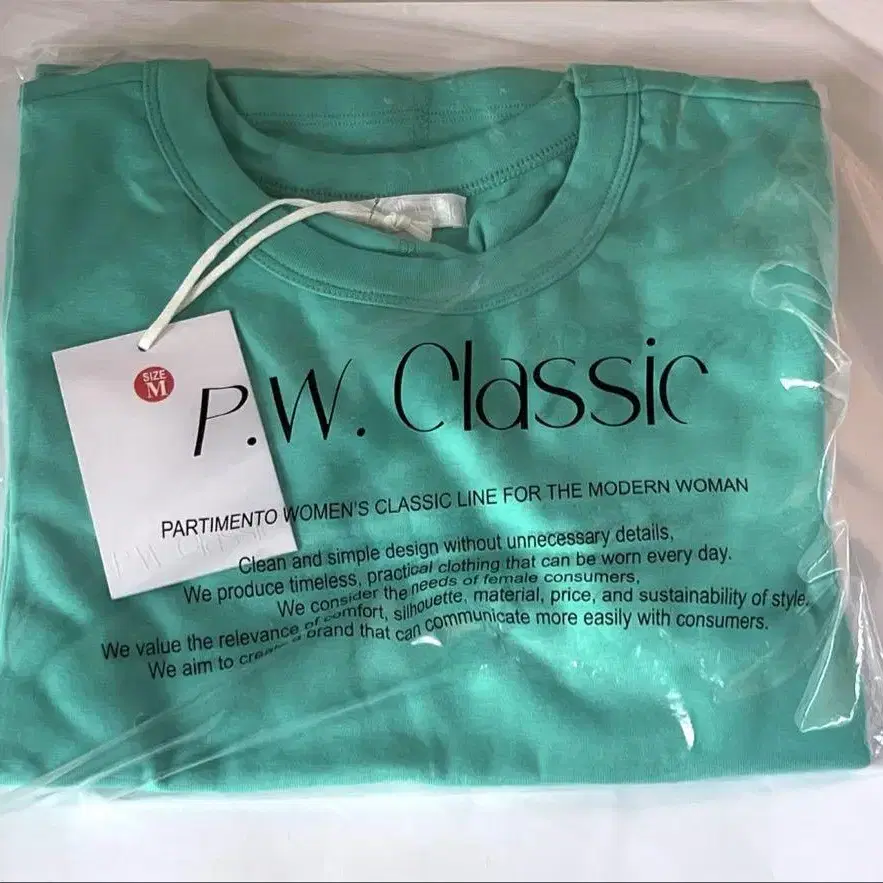 SIZE
M
P.W. Classic
PARTIMENTO WOMEN'S CLASSIC LINE FOR THE MODERN WOMAN
P.W. Classic
Clean and simple design without unnecessary details,
We produce timeless, practical clothing that can be worn every day.
We consider the needs of female consumers,
We value the relevance of comfort, silhouette, material, price, and sustainability of style.
We aim to create a brand that can communicate more easily with consumers.